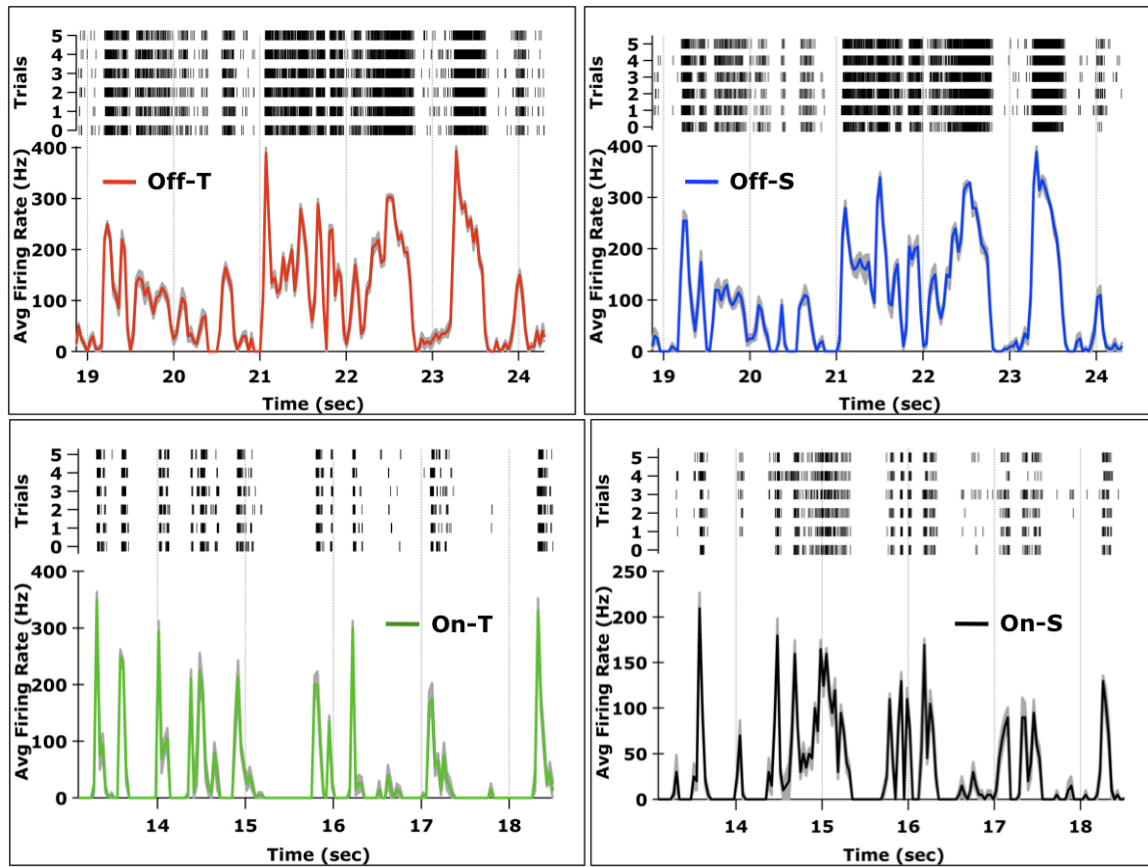 Trials
5
4
3
2
1
0
Avg Firing Rate (Hz)
400
300
200
100
0
Off-T
19 20 21 22 23 24
Time (sec)
Trials
5
4
3
2
1
0
Avg Firing Rate (Hz)
400
300
200
100
0
Off-S
19 20 21 22 23 24
Time (sec)
Trials
5
4
3
2
1
0
Avg Firing Rate (Hz)
400
300
200
100
0
On-T
14 15 16 17 18
Time (sec)
Trials
5
4
3
2
1
0
Avg Firing Rate (Hz)
250
200
150
100
50
0
On-S
14 15 16 17 18
Time (sec)